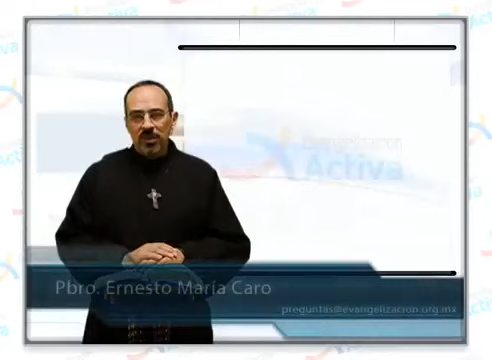 Evangelización
Activa
Pbro. Ernesto María Caro
preguntas@evangelizacion.org.mx